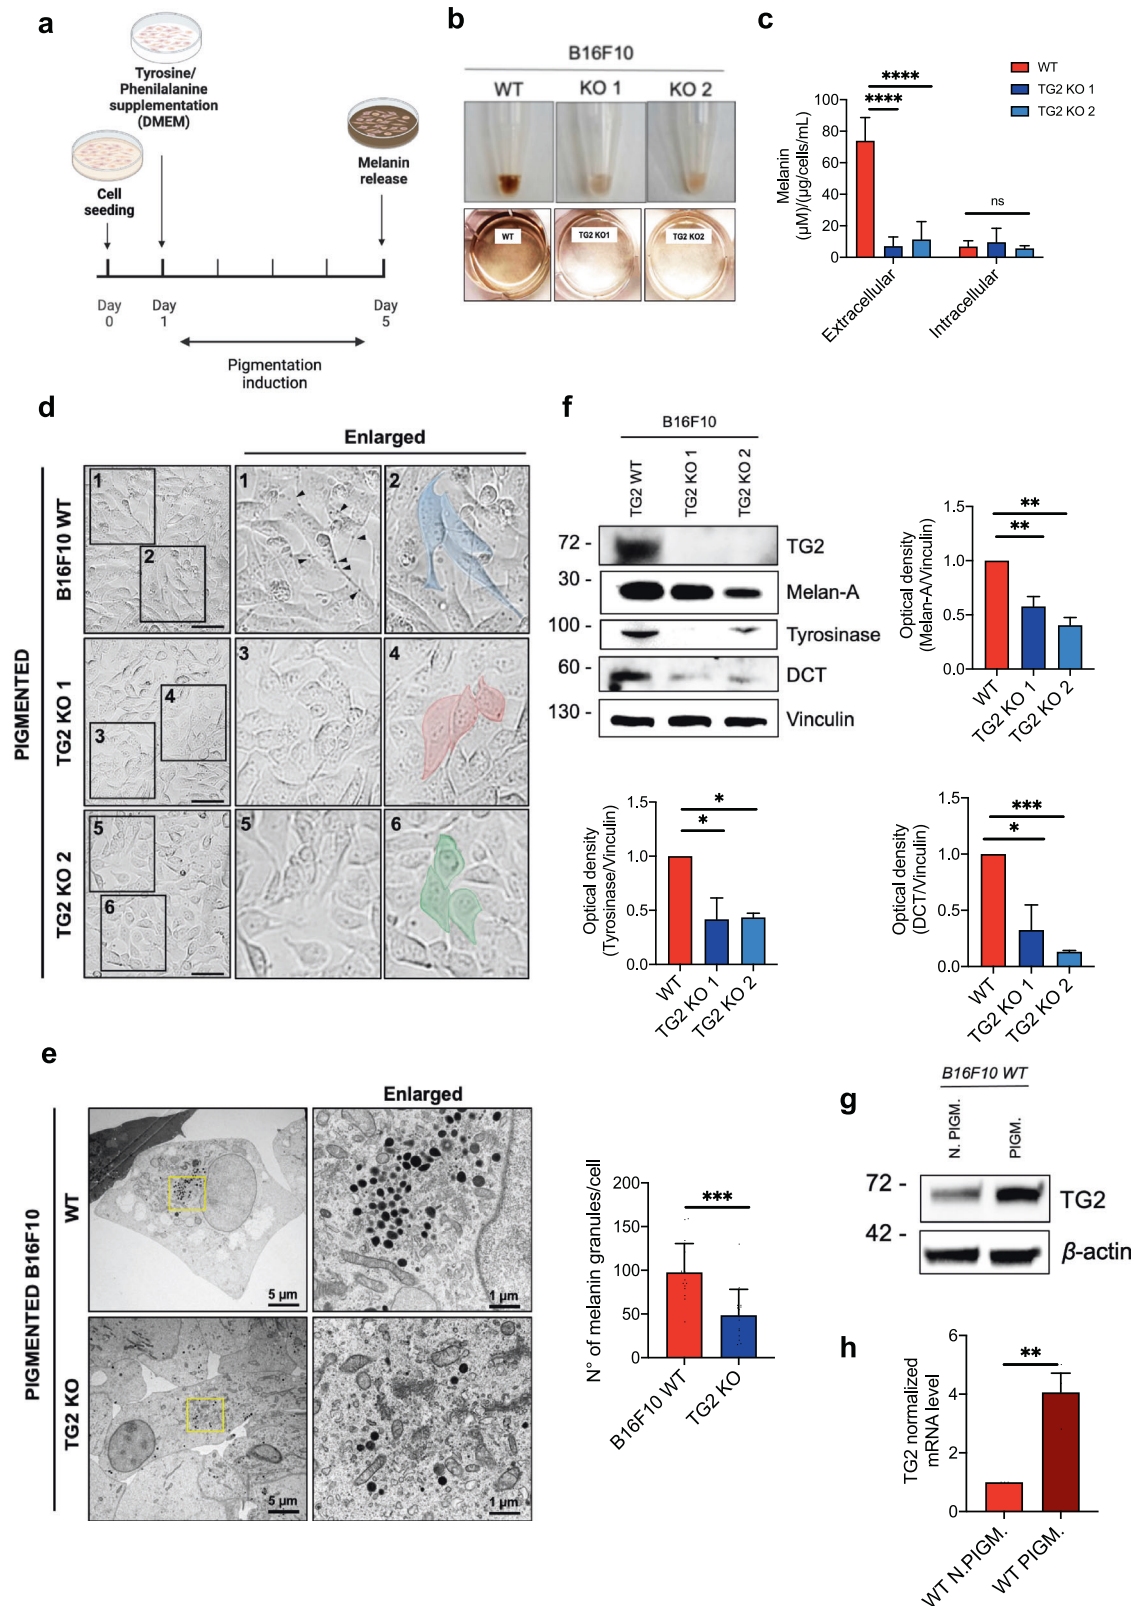 a
Tyrosine/
Phenilalanine
supplementation
(DMEM)
Cell
seeding
Melanin
release
Day
0
Day
1
Day
5
Pigmentation
induction
b
B16F10
WT
KO 1
KO 2
WT
TG2 KO1
TG2 KO2
c
WT
TG2 KO 1
TG2 KO 2
Melanin
(μM)/(μg/cells/mL)
100
80
60
40
20
0
****
****
ns
Extracellular
Intracellular
d
Enlarged
PIGMENTED
B16F10 WT
1
2
1
2
TG2 KO 1
4
3
3
4
TG2 KO 2
5
6
5
6
f
B16F10
TG2 WT
TG2 KO 1
TG2 KO 2
72 -
TG2
30 -
Melan-A
100 -
Tyrosinase
60 -
DCT
130 -
Vinculin
Optical density
(Melan-A/Vinculin)
1.5
1.0
0.5
0.0
**
**
WT
TG2 KO 1
TG2 KO 2
Optical density
(Tyrosinase/Vinculin)
1.5
1.0
0.5
0.0
*
*
WT
TG2 KO 1
TG2 KO 2
Optical density
(DCT/Vinculin)
1.5
1.0
0.5
0.0
***
*
WT
TG2 KO 1
TG2 KO 2
e
Enlarged
PIGMENTED B16F10
WT
5 μm
1 μm
TG2 KO
5 μm
1 μm
N° of melanin granules/cell
200
150
100
50
0
***
B16F10 WT
TG2 KO
g
B16F10 WT
N. PIGM.
PIGM.
72 -
TG2
42 -
β-actin
h
TG2 normalized
mRNA level
6
4
2
0
**
WT N.PIGM.
WT PIGM.